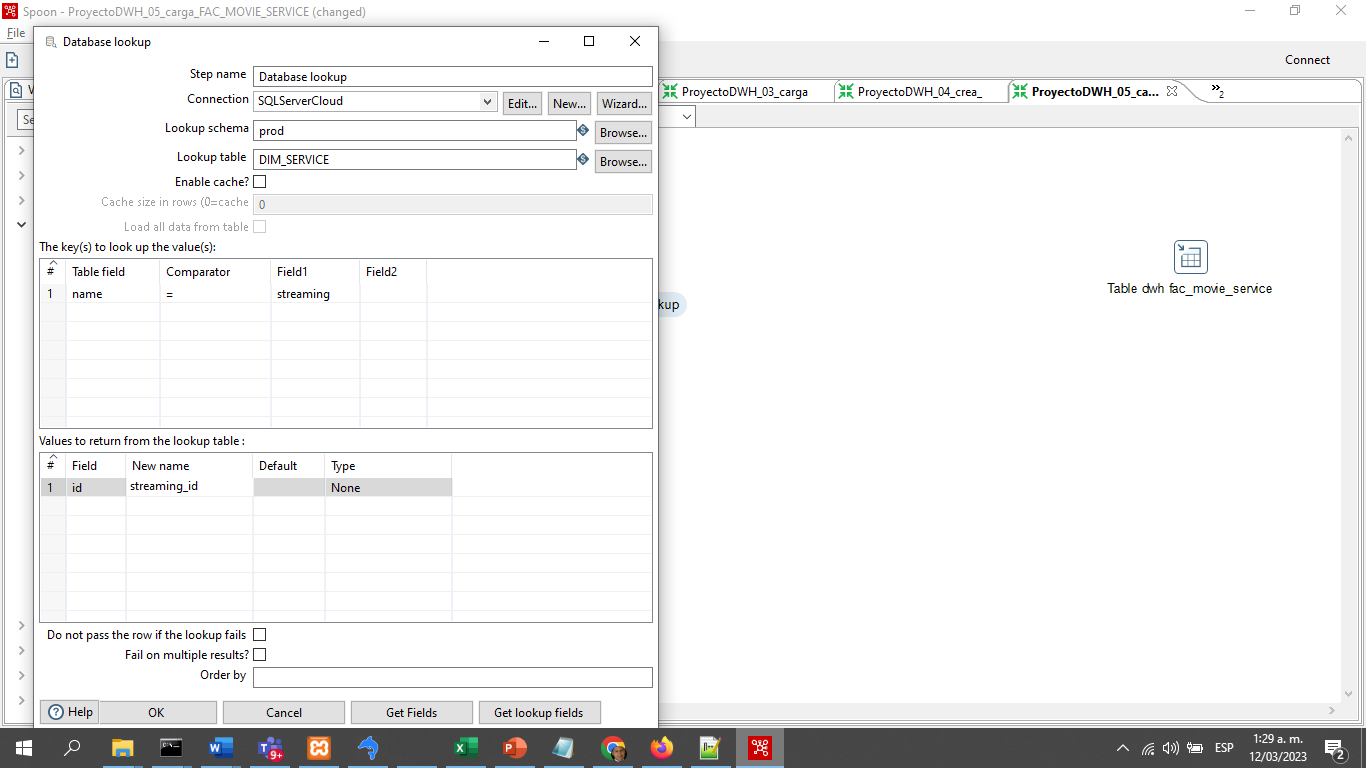 Spoon - ProyectoDWH_05_carga_FAC_MOVIE_SERVICE (changed)
File
Database lookup
Connect
Step name Database lookup
Connection SQLServerCloud Edit... New... Wizard...
Lookup schema prod Browse...
Lookup table DIM_SERVICE Browse...
Enable cache?
Cache size in rows (0=cache 0
Load all data from table
The key(s) to look up the value(s):
# Table field Comparator Field1 Field2
1 name = streaming
Values to return from the lookup table :
# Field New name Default Type
1 id streaming_id None
Do not pass the row if the lookup fails
Fail on multiple results?
Order by
Help OK Cancel Get Fields Get lookup fields
ProyectoDWH_03_carga ProyectoDWH_04_crea_ ProyectoDWH_05_ca... »2
Se
kup
Table dwh fac_movie_service
9+
ESP
1:29 a. m.
12/03/2023
2